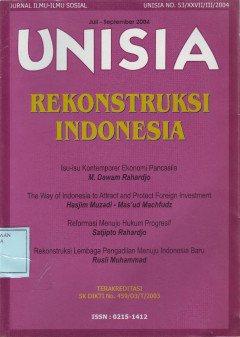 JURNAL ILMU-ILMU SOSIAL
UNISIA NO. 53/XXVII/III/2004
Juli - September 2004
UNISIA
REKONSTRUKSI
INDONESIA
Isu-isu Kontemporer Ekonomi Pancasila
M. Dawam Rahardjo
The Way of Indonesia to Attract and Protect Foreign Investment
Hasjim Muzadi - Mas'ud Machfudz
Reformasi Menuju Hukum Progresif
Satjipto Rahardjo
Rekonstruksi Lembaga Pengadilan Menuju Indonesia Baru
Rusli Muhammad
TERAKREDITASI
SK DIKTI No. 459/D3/T/2003
ISSN : 0215-1412